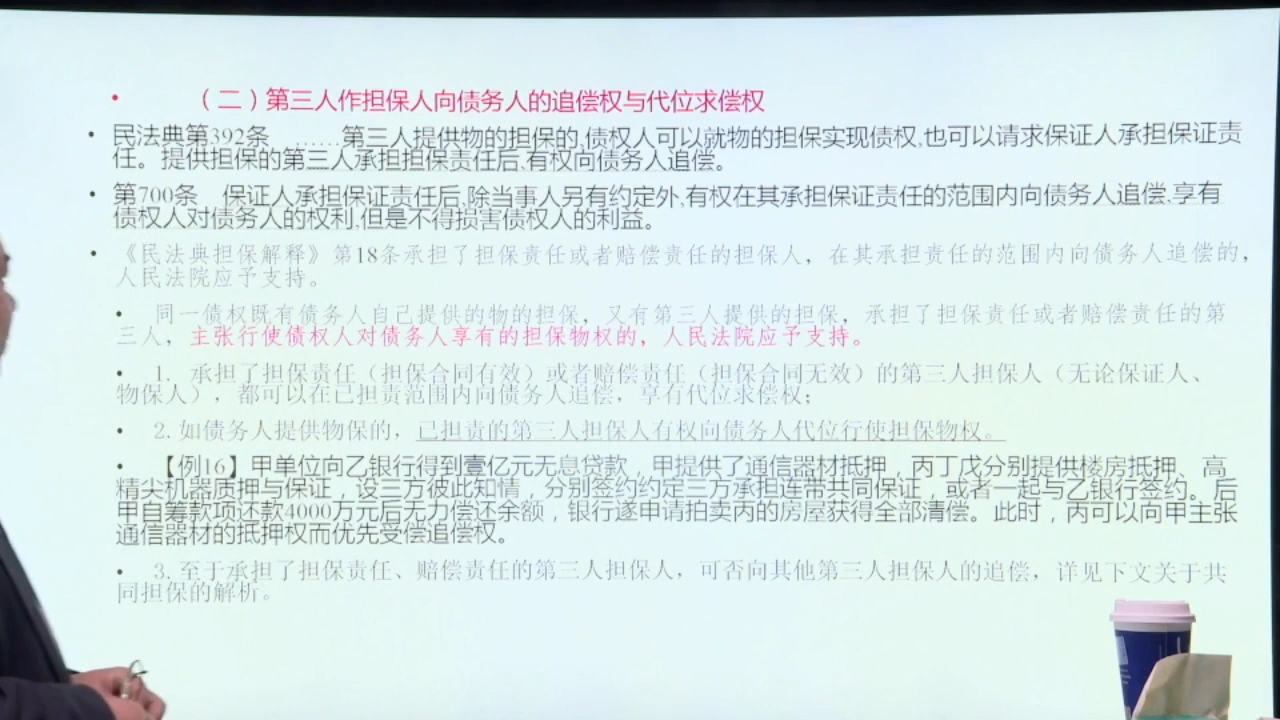 • （二）第三人作担保人向债务人的追偿权与代位求偿权
• 民法典第392条 ……第三人提供物的担保的,债权人可以就物的担保实现债权,也可以请求保证人承担保证责
任。提供担保的第三人承担担保责任后,有权向债务人追偿。
• 第700条 保证人承担保证责任后,除当事人另有约定外,有权在其承担保证责任的范围内向债务人追偿,享有
债权人对债务人的权利,但是不得损害债权人的利益。
• 《民法典担保解释》第18条承担了担保责任或者赔偿责任的担保人，在其承担责任的范围内向债务人追偿的，
人民法院应予支持。
• 同一债权既有债务人自己提供的物的担保，又有第三人提供的担保，承担了担保责任或者赔偿责任的第
三人，主张行使债权人对债务人享有的担保物权的，人民法院应予支持。
• 1. 承担了担保责任（担保合同有效）或者赔偿责任（担保合同无效）的第三人担保人（无论保证人、
物保人），都可以在已担责范围内向债务人追偿，享有代位求偿权；
• 2.如债务人提供物保的，已担责的第三人担保人有权向债务人代位行使担保物权。
• 【例16】甲单位向乙银行得到壹亿元无息贷款，甲提供了通信器材抵押，丙丁戊分别提供楼房抵押、高
精尖机器质押与保证，设三方彼此知情，分别签约约定三方承担连带共同保证，或者一起与乙银行签约。后
甲自筹款项还款4000万元后无力偿还余额，银行遂申请拍卖丙的房屋获得全部清偿。此时，丙可以向甲主张
通信器材的抵押权而优先受偿追偿权。
• 3.至于承担了担保责任、赔偿责任的第三人担保人，可否向其他第三人担保人的追偿，详见下文关于共
同担保的解析。